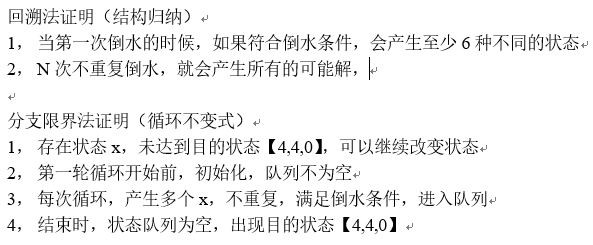 回溯法证明（结构归纳）
1， 当第一次倒水的时候，如果符合倒水条件，会产生至少 6 种不同的状态
2， N 次不重复倒水，就会产生所有的可能解，
分支限界法证明（循环不变式）
1， 存在状态 x，未达到目的状态【4,4,0】，可以继续改变状态
2， 第一轮循环开始前，初始化，队列不为空
3， 每次循环，产生多个 x，不重复，满足倒水条件，进入队列
4， 结束时，状态队列为空，出现目的状态【4,4,0】